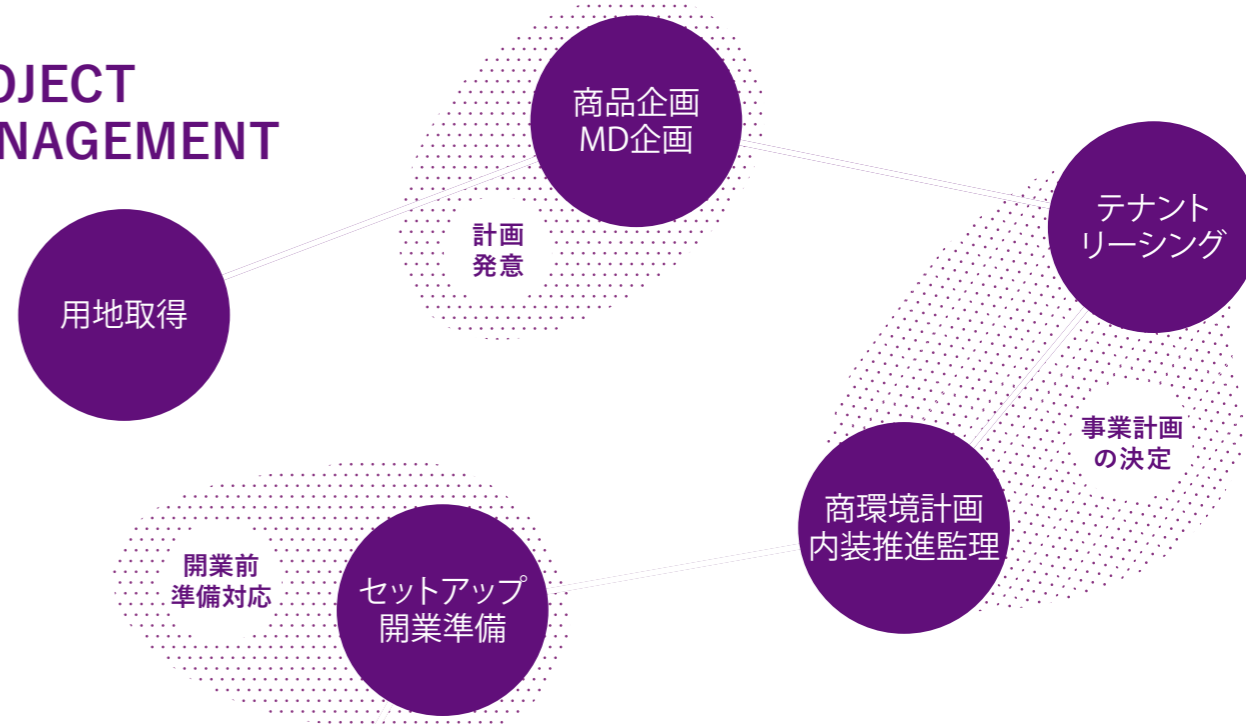 OJECT
NAGEMENT
商品企画
MD企画
テナント
リーシング
計画
発意
用地取得
事業計画
の決定
商環境計画
内装推進監理
開業前
準備対応
セットアップ
開業準備